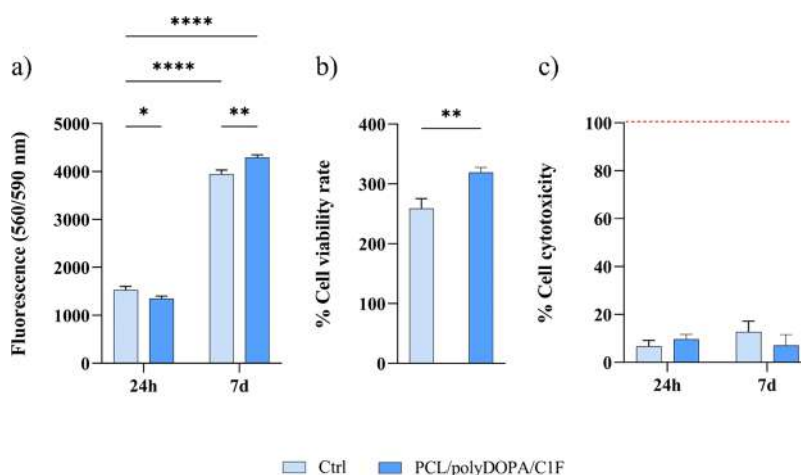 a)
****
****
*
**
Fluorescence (560/590 nm)
5000
4000
3000
2000
1000
0
24h
7d
b)
**
% Cell viability rate
400
300
200
100
0
c)
% Cell cytotoxicity
100
80
60
40
20
0
24h
7d
Ctrl
PCL/polyDOPA/C1F